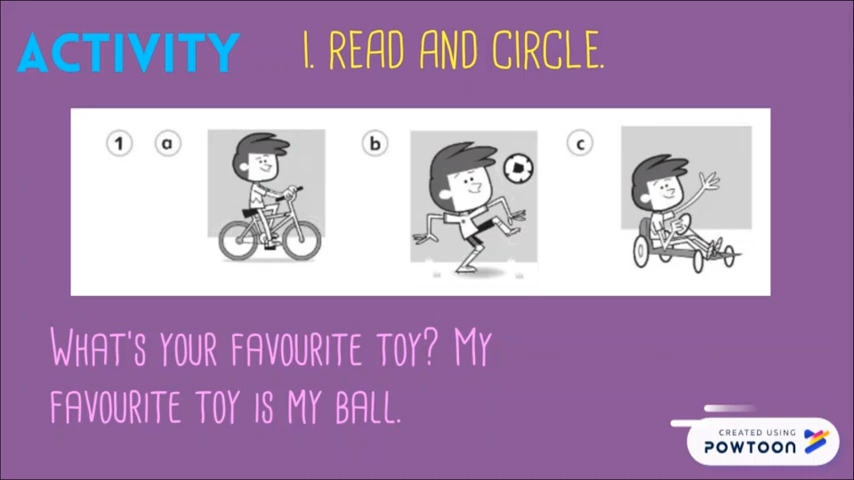 ACTIVITY 1. READ AND CIRCLE.
1 a b c
WHAT'S YOUR FAVOURITE TOY? MY
FAVOURITE TOY IS MY BALL.
CREATED USING
POWTOON